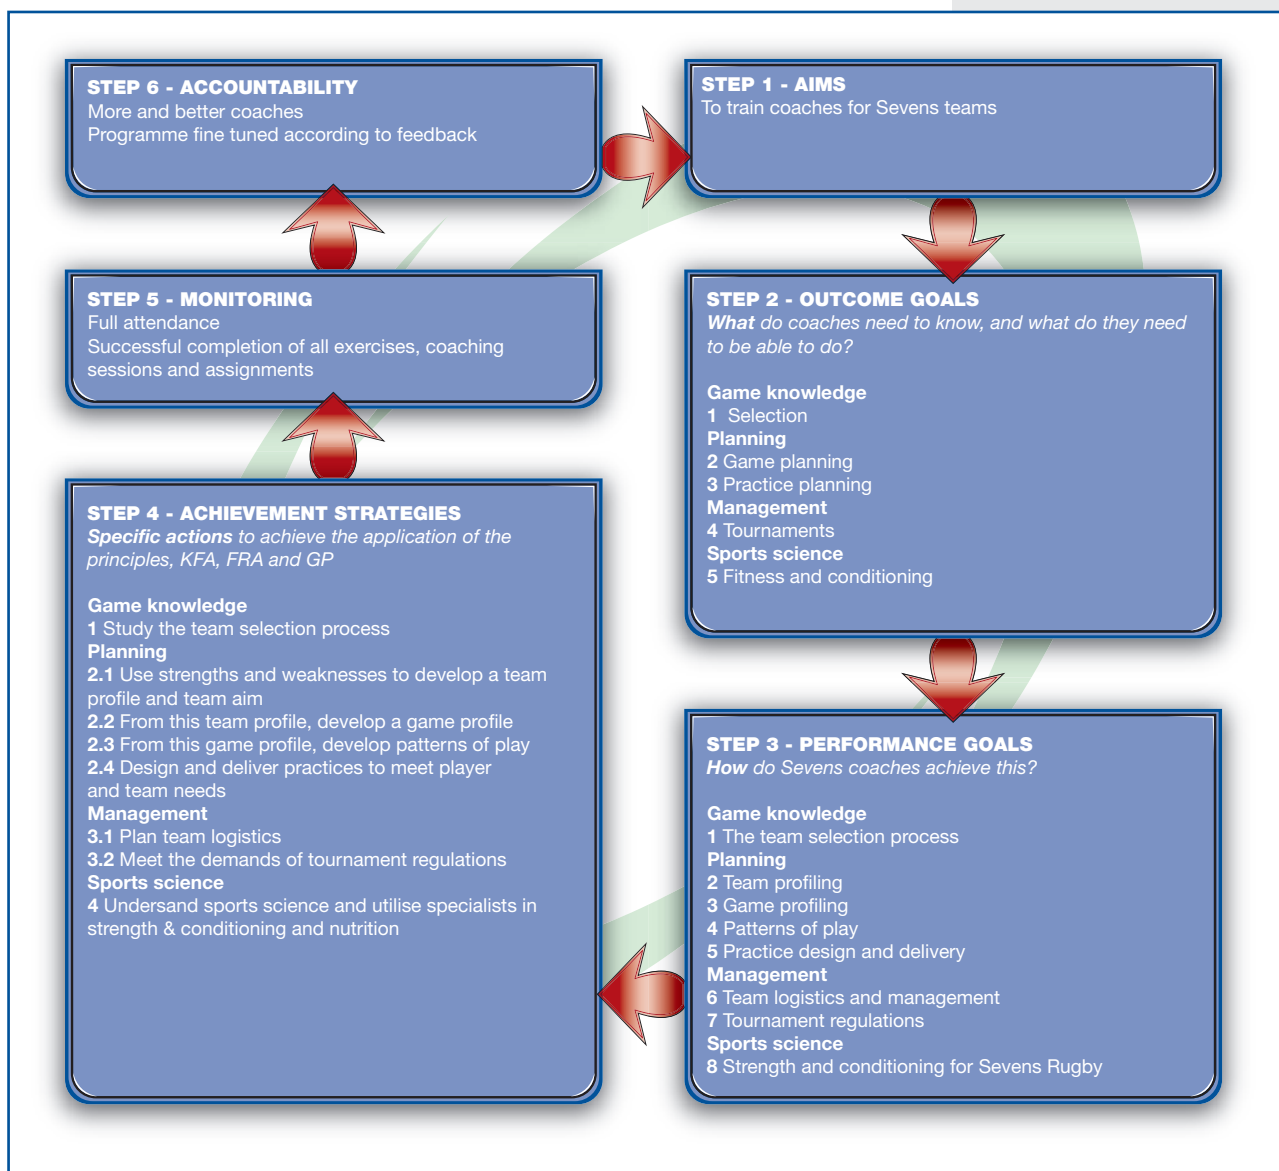 STEP 1 - AIMS
To train coaches for Sevens teams
STEP 2 - OUTCOME GOALS
What do coaches need to know, and what do they need
to be able to do?
Game knowledge
1 Selection
Planning
2 Game planning
3 Practice planning
Management
4 Tournaments
Sports science
5 Fitness and conditioning
STEP 3 - PERFORMANCE GOALS
How do Sevens coaches achieve this?
Game knowledge
1 The team selection process
Planning
2 Team profiling
3 Game profiling
4 Patterns of play
5 Practice design and delivery
Management
6 Team logistics and management
7 Tournament regulations
Sports science
8 Strength and conditioning for Sevens Rugby
STEP 4 - ACHIEVEMENT STRATEGIES
Specific actions to achieve the application of the
principles, KFA, FRA and GP
Game knowledge
1 Study the team selection process
Planning
2.1 Use strengths and weaknesses to develop a team
profile and team aim
2.2 From this team profile, develop a game profile
2.3 From this game profile, develop patterns of play
2.4 Design and deliver practices to meet player
and team needs
Management
3.1 Plan team logistics
3.2 Meet the demands of tournament regulations
Sports science
4 Undersand sports science and utilise specialists in
strength & conditioning and nutrition
STEP 5 - MONITORING
Full attendance
Successful completion of all exercises, coaching
sessions and assignments
STEP 6 - ACCOUNTABILITY
More and better coaches
Programme fine tuned according to feedback